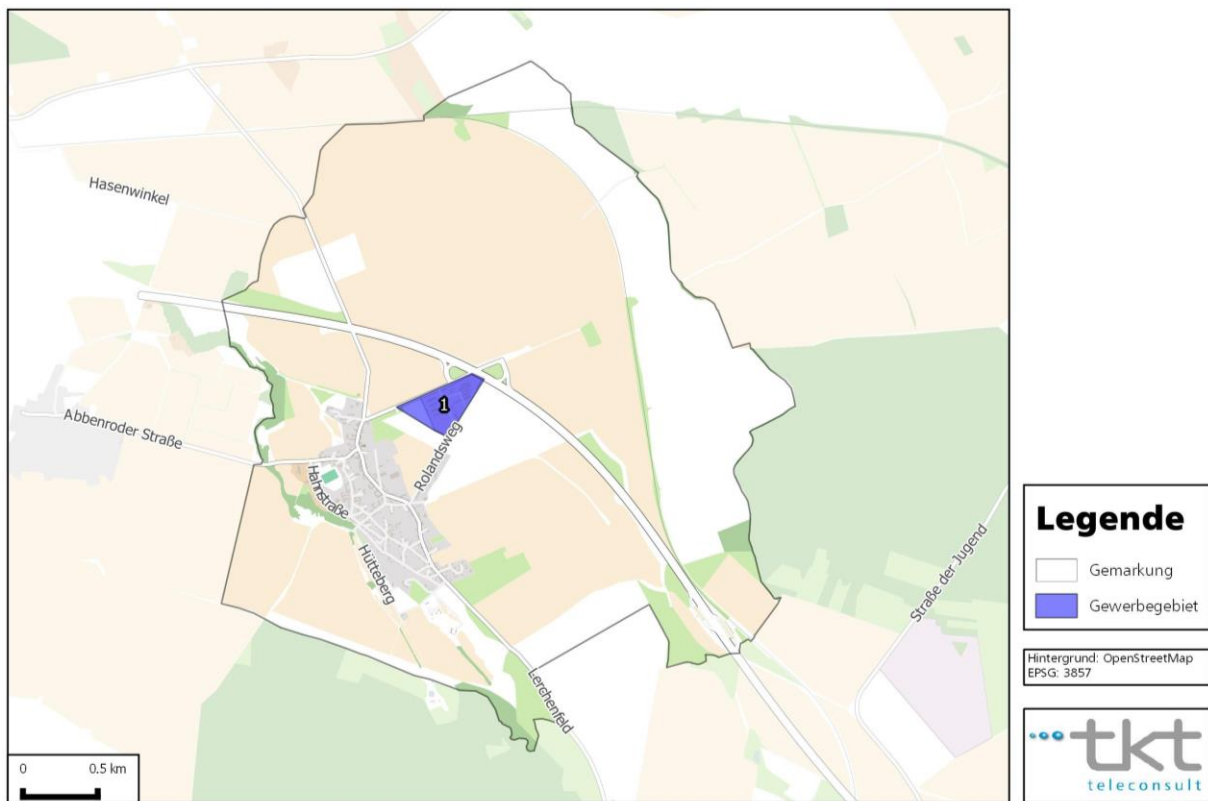 Hasenwinkel
Abbenroder Straße
1
Rolandsweg
Hahnstraße
Hütteberg
Lerchenfeld
Straße der Jugend
0 0.5 km
Legende
Gemarkung
Gewerbegebiet
Hintergrund: OpenStreetMap
EPSG: 3857
tkt
teleconsult